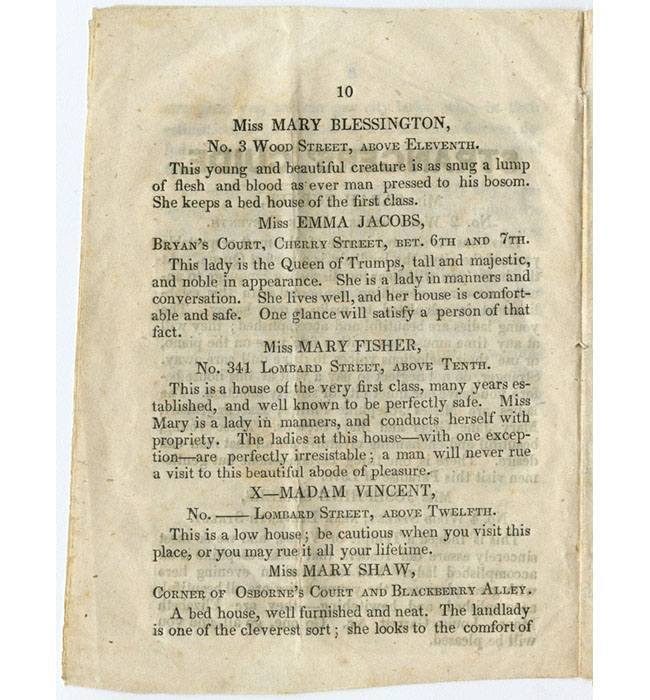 10
Miss MARY BLESSINGTON,
No. 3 Wood Street, above Eleventh.
This young and beautiful creature is as snug a lump
of flesh and blood as ever man pressed to his bosom.
She keeps a bed house of the first class.
Miss EMMA JACOBS,
Bryan's Court, Cherry Street, bet. 6th and 7th.
This lady is the Queen of Trumps, tall and majestic,
and noble in appearance. She is a lady in manners and
conversation. She lives well, and her house is comfort-
able and safe. One glance will satisfy a person of that
fact.
Miss MARY FISHER,
No. 341 Lombard Street, above Tenth.
This is a house of the very first class, many years es-
tablished, and well known to be perfectly safe. Miss
Mary is a lady in manners, and conducts herself with
propriety. The ladies at this house—with one excep-
tion—are perfectly irresistable; a man will never rue
a visit to this beautiful abode of pleasure.
X—MADAM VINCENT,
No. —— Lombard Street, above Twelfth.
This is a low house; be cautious when you visit this
place, or you may rue it all your lifetime.
Miss MARY SHAW,
Corner of Osborne's Court and Blackberry Alley.
A bed house, well furnished and neat. The landlady
is one of the cleverest sort; she looks to the comfort of